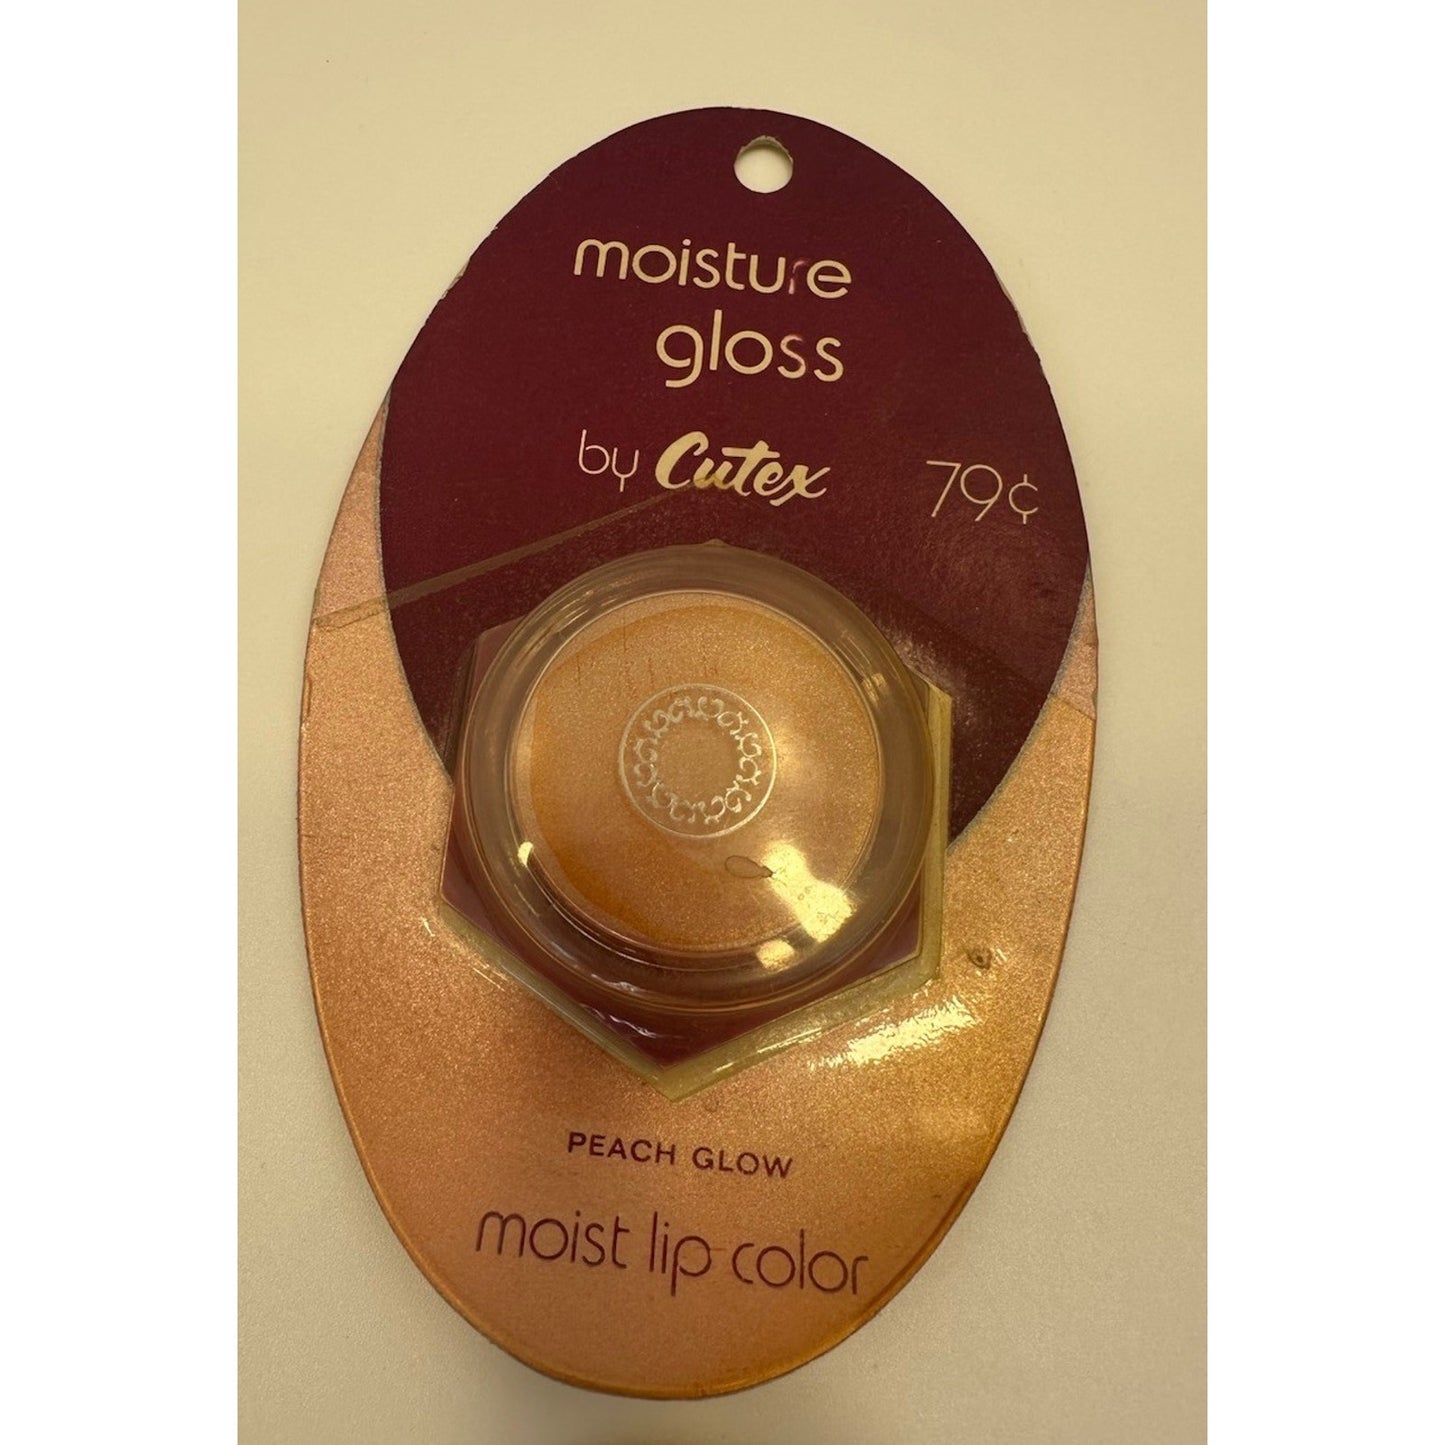 moisture
gloss
by Cutex 79¢
PEACH GLOW
moist lip color